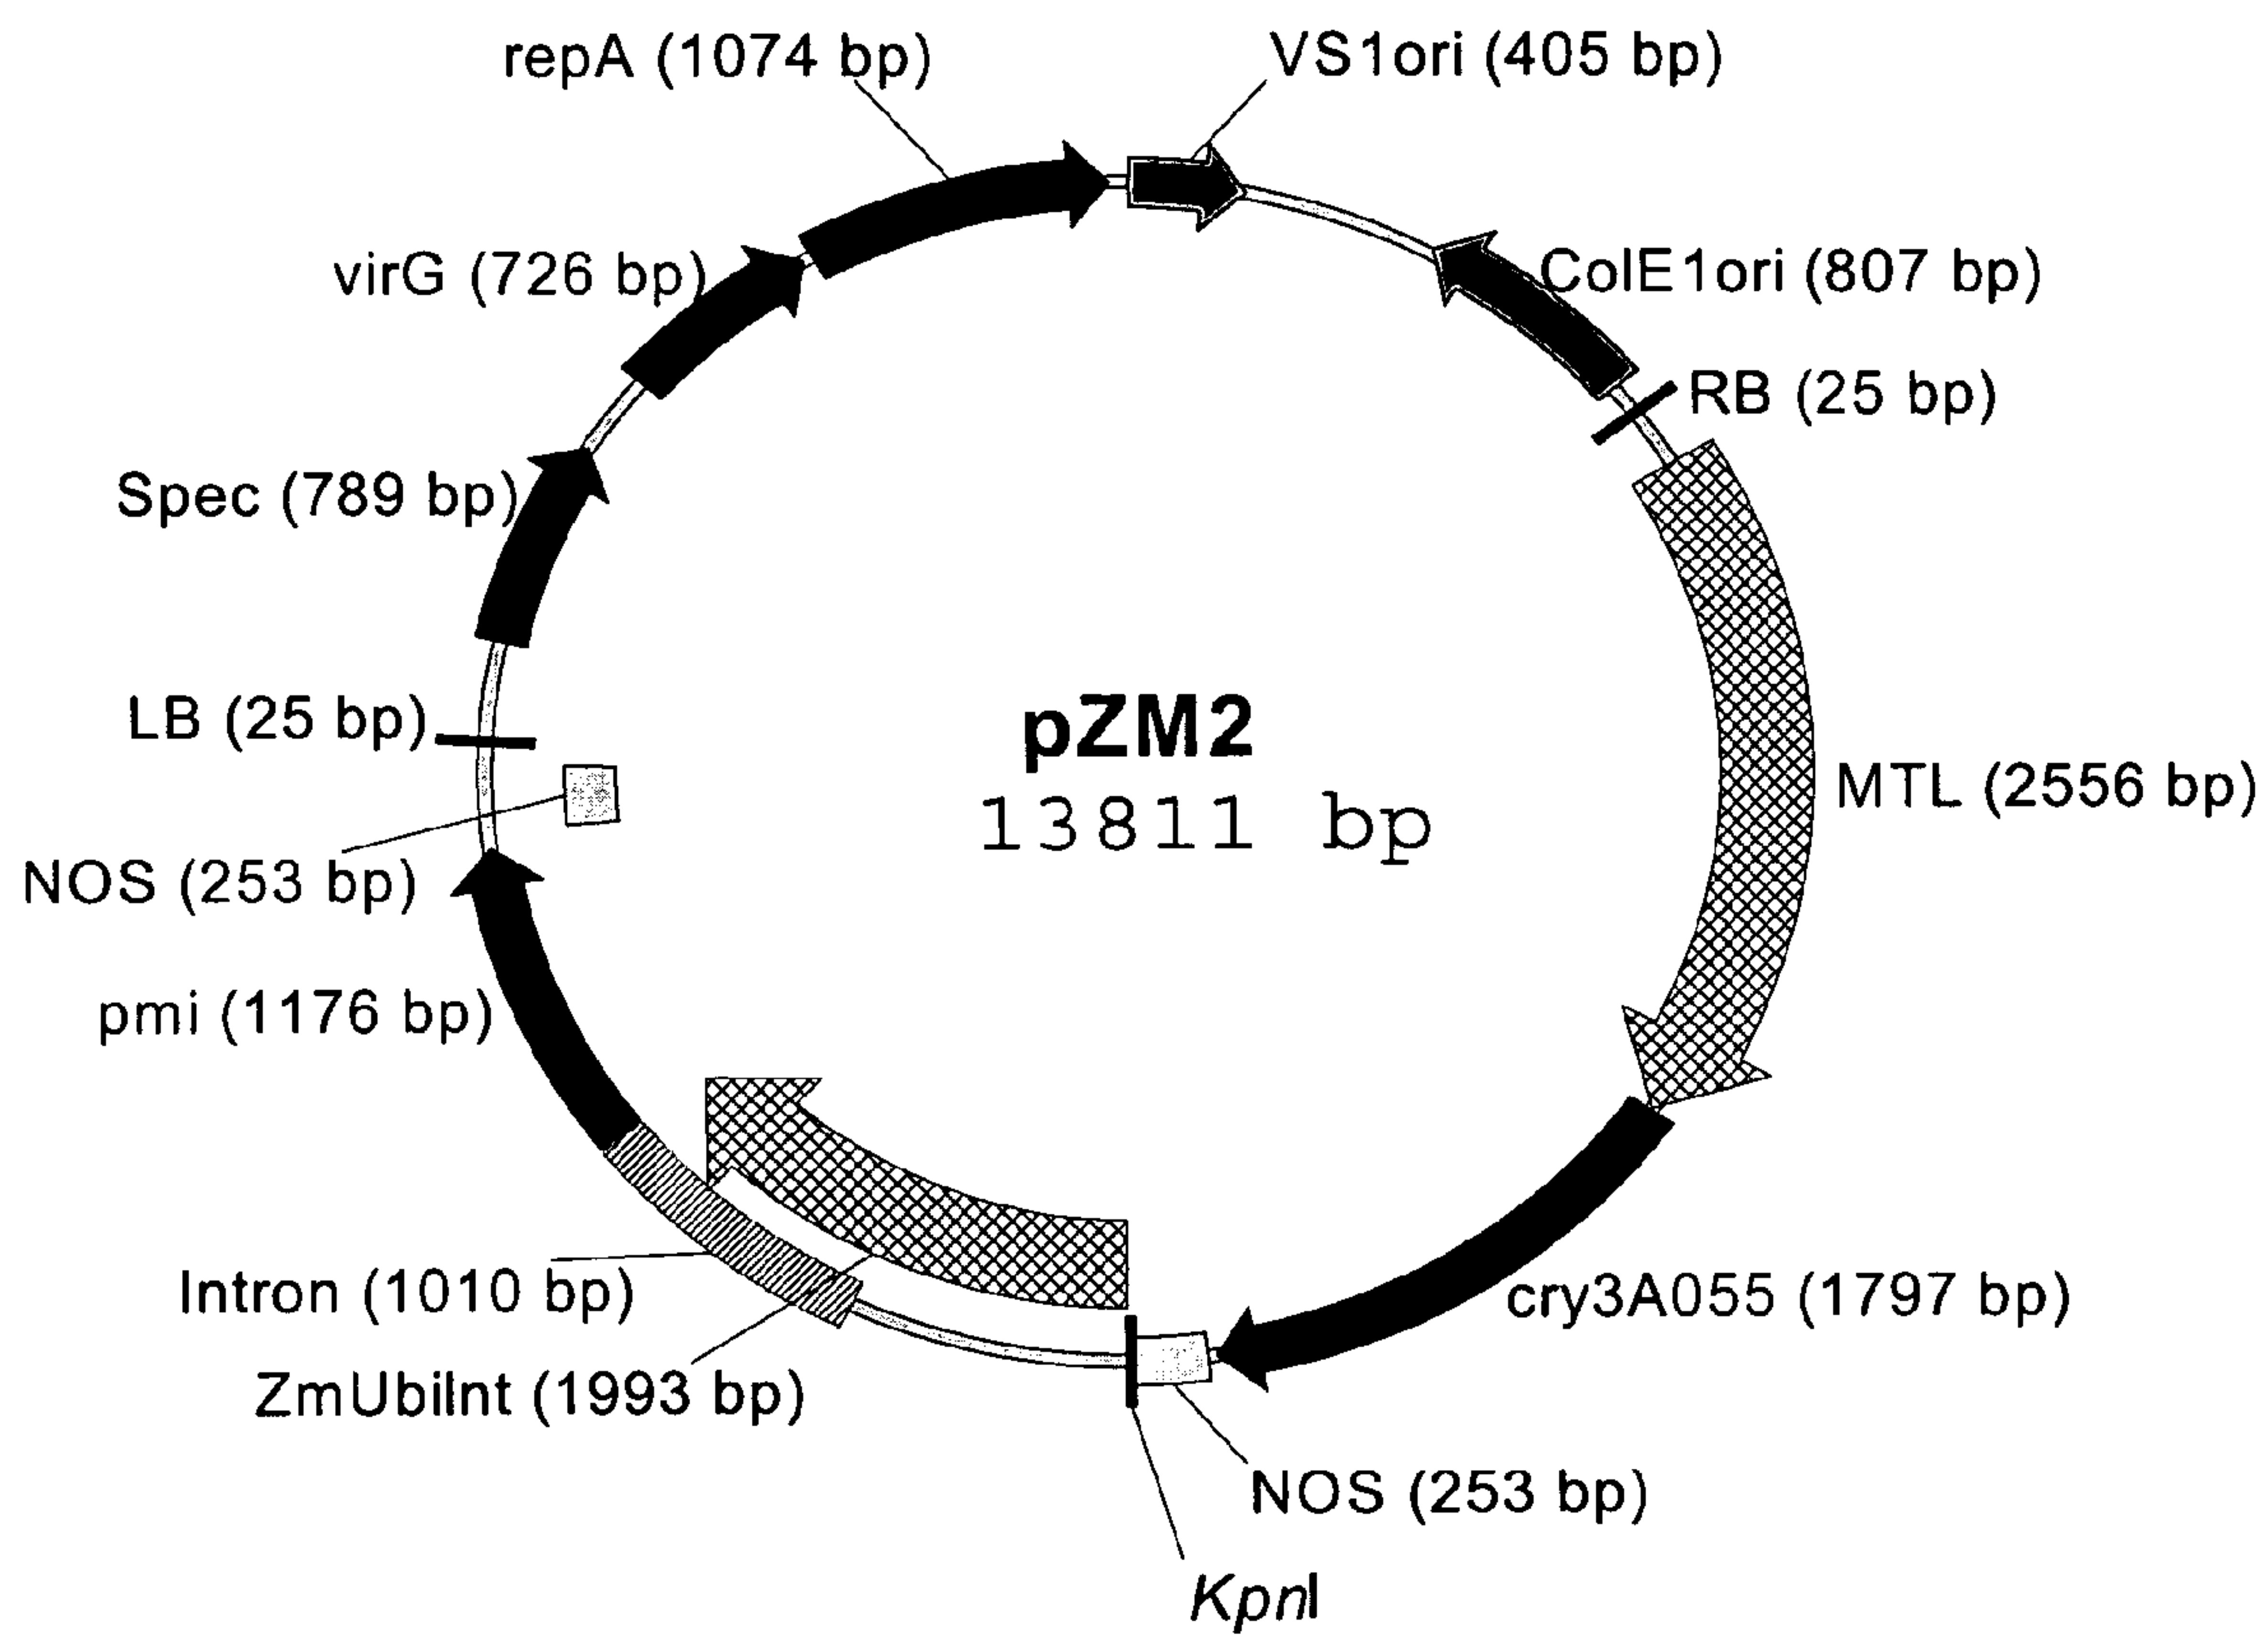 repA (1074 bp)
VS1ori (405 bp)
virG (726 bp)
ColE1ori (807 bp)
RB (25 bp)
Spec (789 bp)
LB (25 bp)
pZM2
13811 bp
MTL (2556 bp)
NOS (253 bp)
pmi (1176 bp)
Intron (1010 bp)
cry3A055 (1797 bp)
ZmUbiInt (1993 bp)
NOS (253 bp)
KpnI